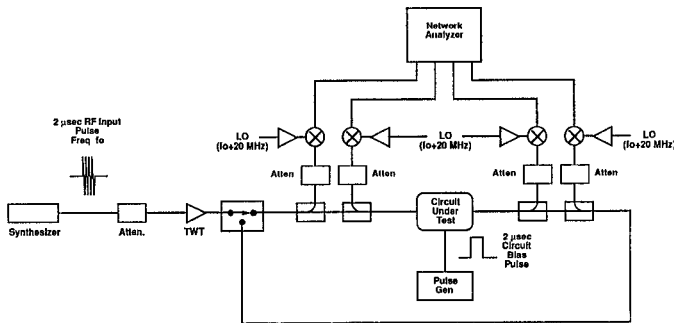 Network
Analyzer
2 μsec RF Input
Pulse
Freq fo
LO
(fo+20 MHz)
LO
(fo+20 MHz)
LO
(fo+20 MHz)
Atten
Atten
Atten
Atten
Synthesizer
Atten.
TWT
Circuit
Under
Test
2 μsec
Circuit
Bias
Pulse
Pulse
Gen